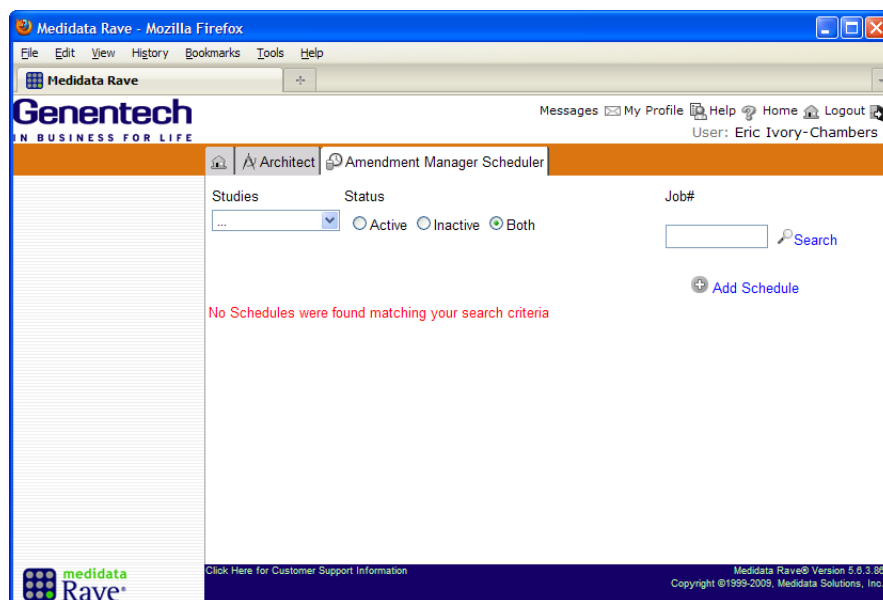 Medidata Rave - Mozilla Firefox
File Edit View History Bookmarks Tools Help
Medidata Rave
Genentech
IN BUSINESS FOR LIFE
Messages My Profile Help Home Logout
User: Eric Ivory-Chambers
Architect Amendment Manager Scheduler
Studies Status Job#
... Active Inactive Both
Search
Add Schedule
No Schedules were found matching your search criteria
Click Here for Customer Support Information
Medidata Rave® Version 5.6.3.86
Copyright ©1999-2009, Medidata Solutions, Inc.
medidata
Rave